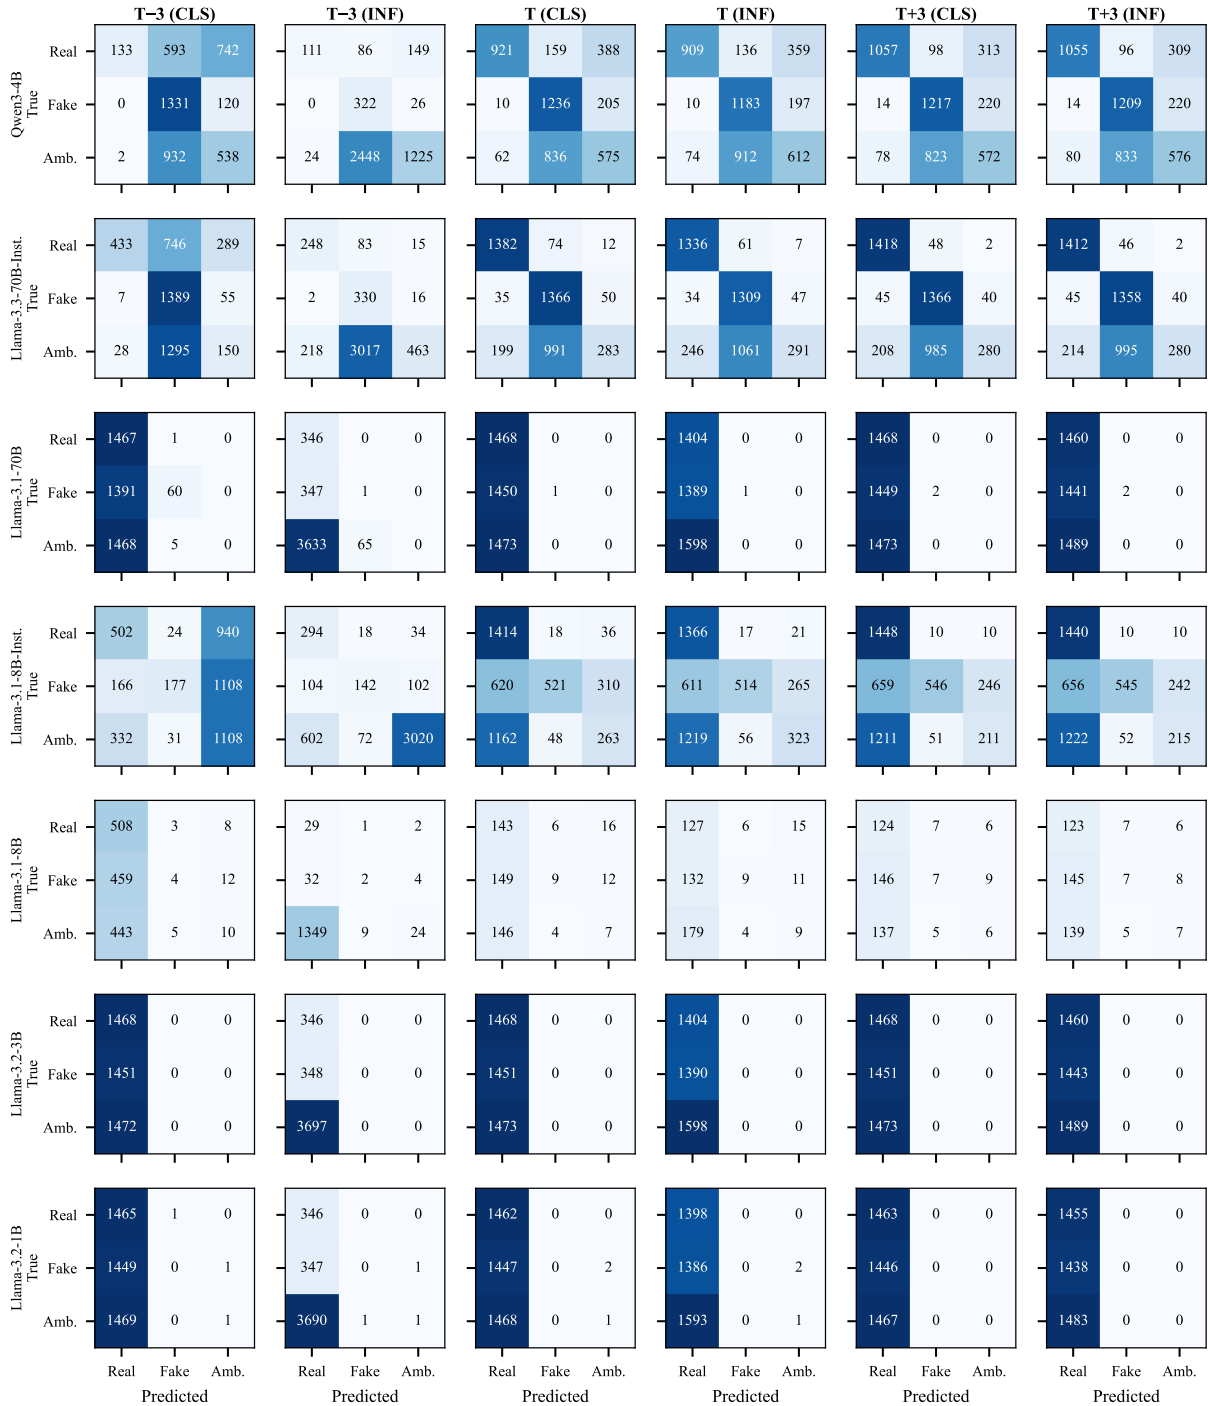 T−3 (CLS) T−3 (INF) T (CLS) T (INF) T+3 (CLS) T+3 (INF)
Qwen3-4B
True
Real 133 593 742 111 86 149 921 159 388 909 136 359 1057 98 313 1055 96 309
Fake 0 1331 120 0 322 26 10 1236 205 10 1183 197 14 1217 220 14 1209 220
Amb. 2 932 538 24 2448 1225 62 836 575 74 912 612 78 823 572 80 833 576
Llama-3.3-70B-Inst.
True
Real 433 746 289 248 83 15 1382 74 12 1336 61 7 1418 48 2 1412 46 2
Fake 7 1389 55 2 330 16 35 1366 50 34 1309 47 45 1366 40 45 1358 40
Amb. 28 1295 150 218 3017 463 199 991 283 246 1061 291 208 985 280 214 995 280
Llama-3.1-70B
True
Real 1467 1 0 346 0 0 1468 0 0 1404 0 0 1468 0 0 1460 0 0
Fake 1391 60 0 347 1 0 1450 1 0 1389 1 0 1449 2 0 1441 2 0
Amb. 1468 5 0 3633 65 0 1473 0 0 1598 0 0 1473 0 0 1489 0 0
Llama-3.1-8B-Inst.
True
Real 502 24 940 294 18 34 1414 18 36 1366 17 21 1448 10 10 1440 10 10
Fake 166 177 1108 104 142 102 620 521 310 611 514 265 659 546 246 656 545 242
Amb. 332 31 1108 602 72 3020 1162 48 263 1219 56 323 1211 51 211 1222 52 215
Llama-3.1-8B
True
Real 508 3 8 29 1 2 143 6 16 127 6 15 124 7 6 123 7 6
Fake 459 4 12 32 2 4 149 9 12 132 9 11 146 7 9 145 7 8
Amb. 443 5 10 1349 9 24 146 4 7 179 4 9 137 5 6 139 5 7
Llama-3.2-3B
True
Real 1468 0 0 346 0 0 1468 0 0 1404 0 0 1468 0 0 1460 0 0
Fake 1451 0 0 348 0 0 1451 0 0 1390 0 0 1451 0 0 1443 0 0
Amb. 1472 0 0 3697 0 0 1473 0 0 1598 0 0 1473 0 0 1489 0 0
Llama-3.2-1B
True
Real 1465 1 0 346 0 0 1462 0 0 1398 0 0 1463 0 0 1455 0 0
Fake 1449 0 1 347 0 1 1447 0 2 1386 0 2 1446 0 0 1438 0 0
Amb. 1469 0 1 3690 1 1 1468 0 1 1593 0 1 1467 0 0 1483 0 0
Real Fake Amb. Real Fake Amb. Real Fake Amb. Real Fake Amb. Real Fake Amb. Real Fake Amb.
Predicted Predicted Predicted Predicted Predicted Predicted